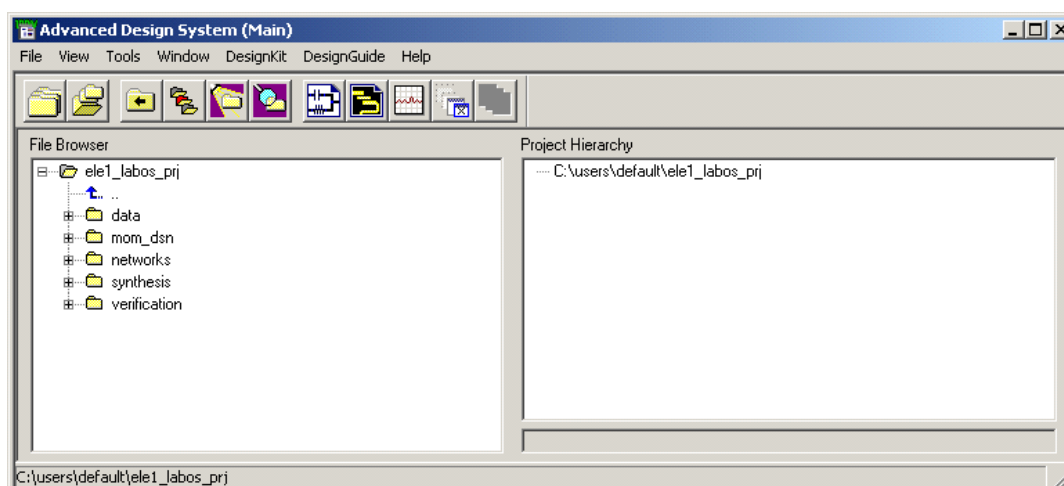 Advanced Design System (Main)
File View Tools Window DesignKit DesignGuide Help
File Browser
ele1_labos_prj
..
data
mom_dsn
networks
synthesis
verification
Project Hierarchy
C:\users\default\ele1_labos_prj
C:\users\default\ele1_labos_prj